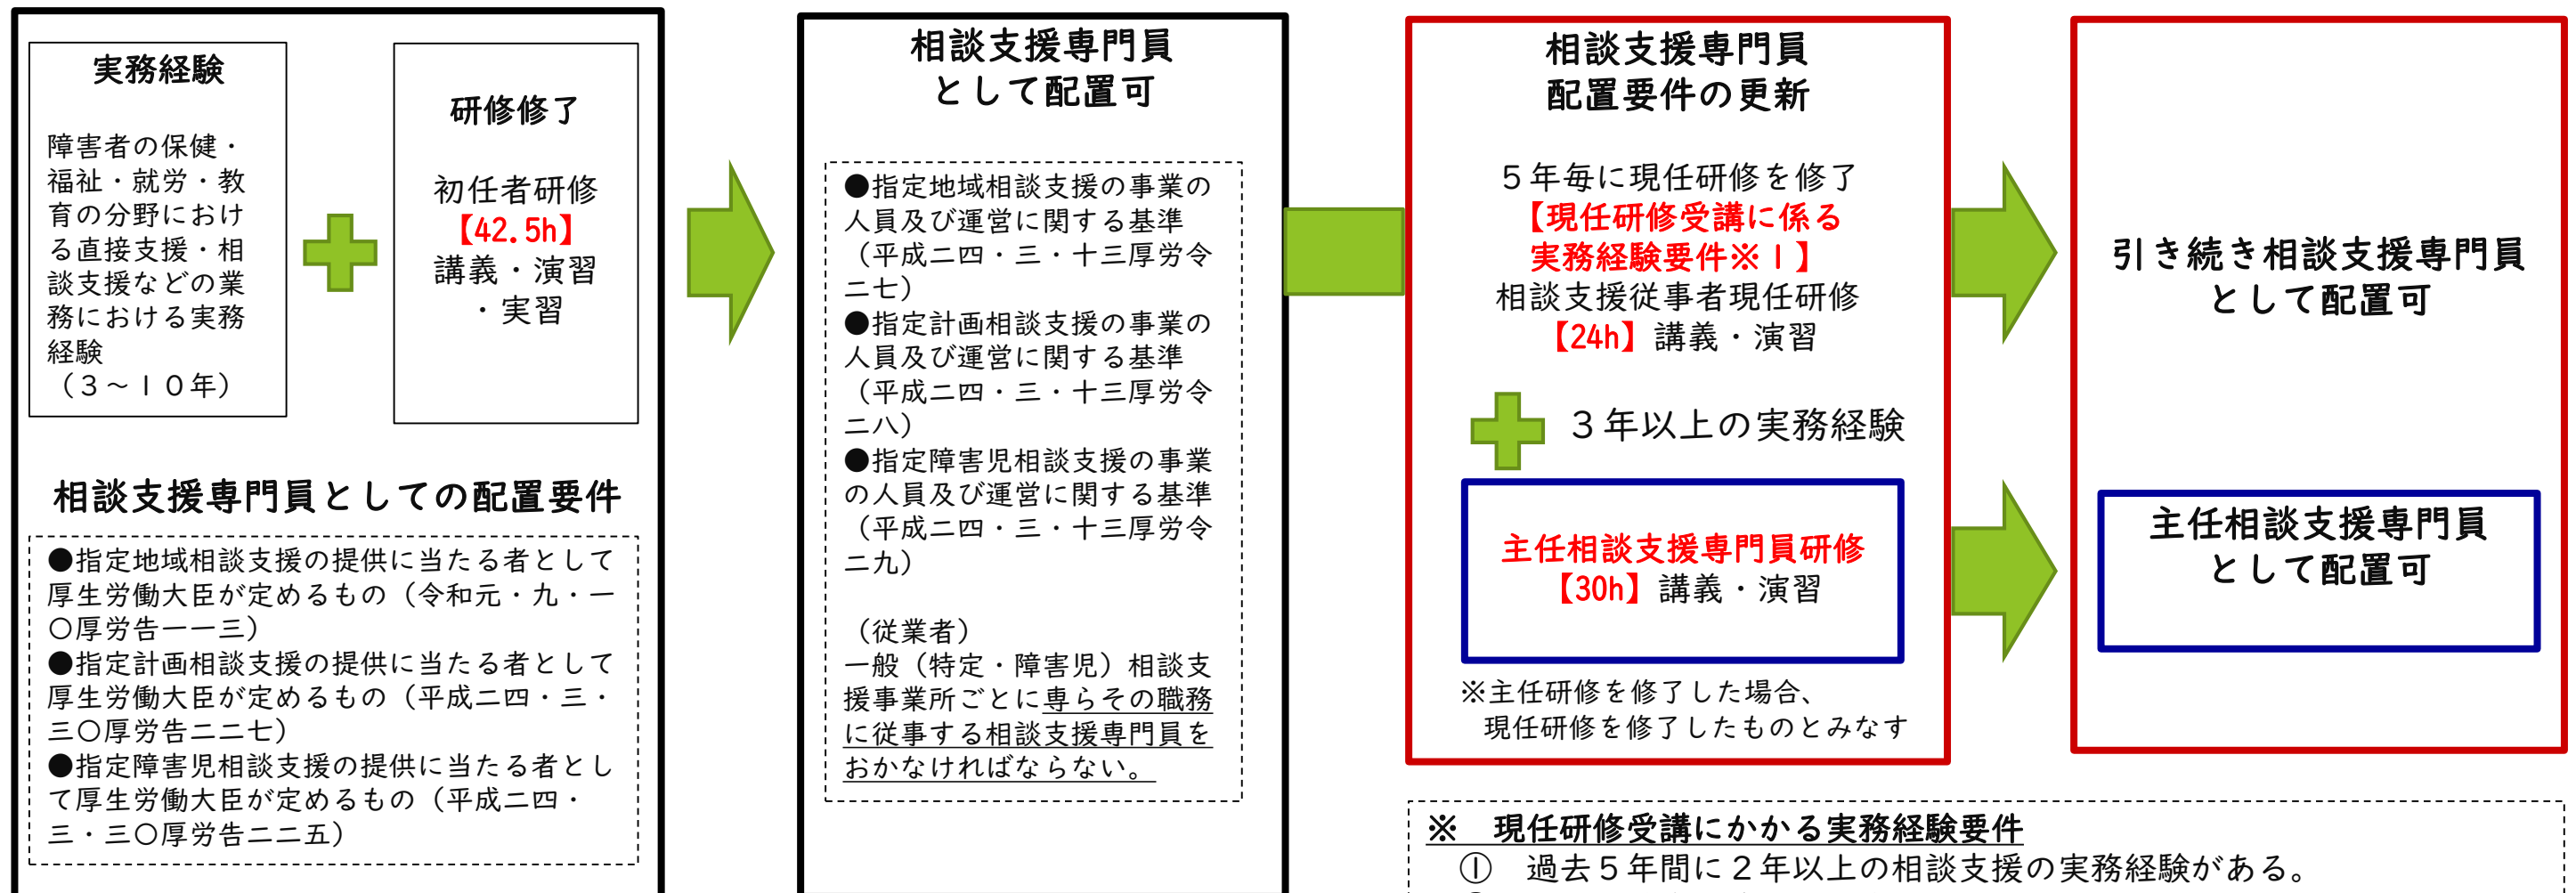 実務経験
障害者の保健・
福祉・就労・教
育の分野におけ
る直接支援・相
談支援などの業
務における実務
経験
（３～１０年）
研修修了
初任者研修
【42.5h】
講義・演習
・実習
相談支援専門員としての配置要件
●指定地域相談支援の提供に当たる者として
厚生労働大臣が定めるもの（令和元・九・一
〇厚労告一一三）
●指定計画相談支援の提供に当たる者として
厚生労働大臣が定めるもの（平成二四・三・
三〇厚労告二二七）
●指定障害児相談支援の提供に当たる者とし
て厚生労働大臣が定めるもの（平成二四・
三・三〇厚労告二二五）
相談支援専門員
として配置可
●指定地域相談支援の事業の
人員及び運営に関する基準
（平成二四・三・十三厚労令
二七）
●指定計画相談支援の事業の
人員及び運営に関する基準
（平成二四・三・十三厚労令
二八）
●指定障害児相談支援の事業
の人員及び運営に関する基準
（平成二四・三・十三厚労令
二九）
（従業者）
一般（特定・障害児）相談支
援事業所ごとに専らその職務
に従事する相談支援専門員を
おかなければならない。
相談支援専門員
配置要件の更新
５年毎に現任研修を修了
【現任研修受講に係る
実務経験要件※１】
相談支援従事者現任研修
【24h】講義・演習
３年以上の実務経験
主任相談支援専門員研修
【30h】講義・演習
※主任研修を修了した場合、
現任研修を修了したものとみなす
引き続き相談支援専門員
として配置可
主任相談支援専門員
として配置可
※　現任研修受講にかかる実務経験要件
①　過去５年間に２年以上の相談支援の実務経験がある。